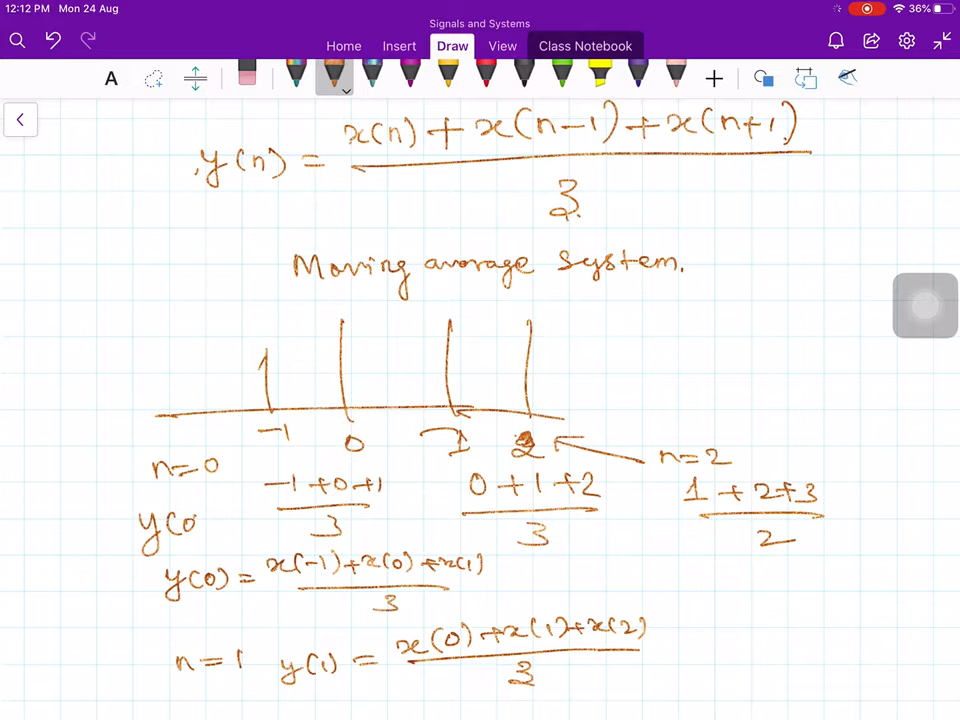 12:12 PM Mon 24 Aug
36%
Signals and Systems
Home Insert Draw View Class Notebook
A
y(n) = x(n) + x(n-1) + x(n+1)
3
Moving average system.
-1 0 1 2
n=0
n=2
-1+0+1
3
0+1+2
3
1+2+3
2
y(0
y(0) = x(-1)+x(0)+x(1)
3
n=1 y(1) = x(0)+x(1)+x(2)
3